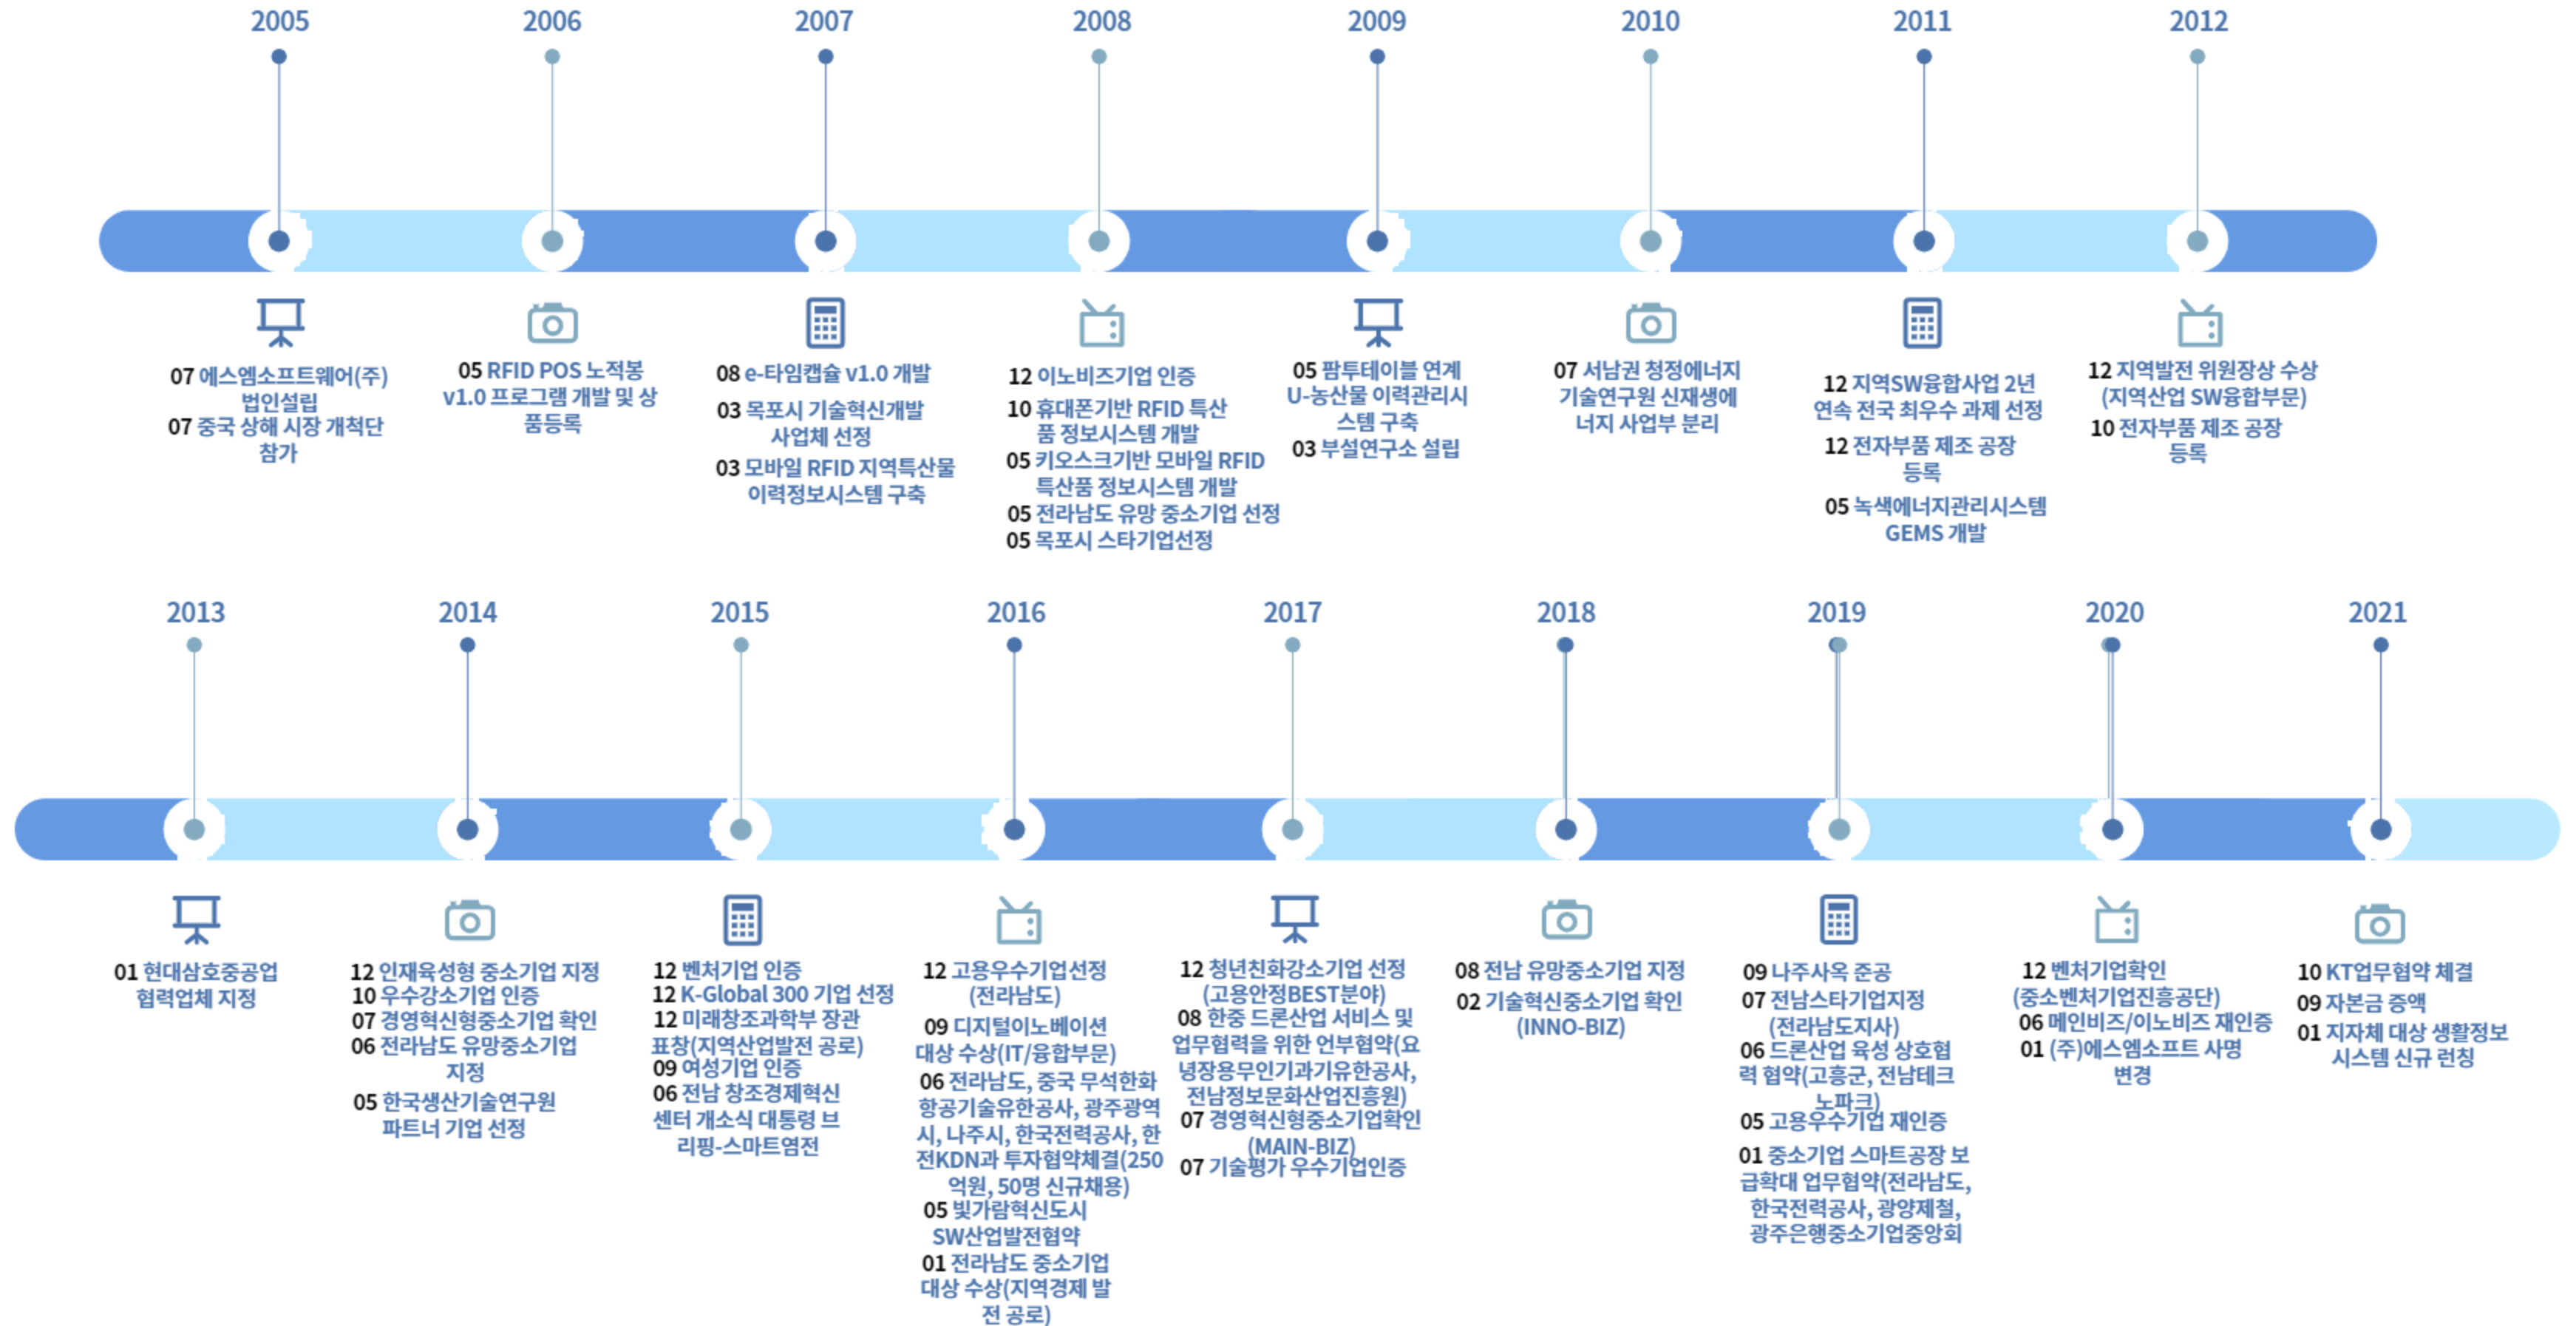 2005
07 에스엠소프트웨어(주)
법인설립
07 중국 상해 시장 개척단
참가
2006
05 RFID POS 노적봉
v1.0 프로그램 개발 및 상
품등록
2007
08 e-타임캡슐 v1.0 개발
03 목포시 기술혁신개발
사업체 선정
03 모바일 RFID 지역특산물
이력정보시스템 구축
2008
12 이노비즈기업 인증
10 휴대폰기반 RFID 특산
품 정보시스템 개발
05 키오스크기반 모바일 RFID
특산품 정보시스템 개발
05 전라남도 유망 중소기업 선정
05 목포시 스타기업선정
2009
05 팜투테이블 연계
U-농산물 이력관리시
스템 구축
03 부설연구소 설립
2010
07 서남권 청정에너지
기술연구원 신재생에
너지 사업부 분리
2011
12 지역SW융합사업 2년
연속 전국 최우수 과제 선정
12 전자부품 제조 공장
등록
05 녹색에너지관리시스템
GEMS 개발
2012
12 지역발전 위원장상 수상
(지역산업 SW융합부문)
10 전자부품 제조 공장
등록
2013
01 현대삼호중공업
협력업체 지정
2014
12 인재육성형 중소기업 지정
10 우수강소기업 인증
07 경영혁신형중소기업 확인
06 전라남도 유망중소기업
지정
05 한국생산기술연구원
파트너 기업 선정
2015
12 벤처기업 인증
12 K-Global 300 기업 선정
12 미래창조과학부 장관
표창(지역산업발전 공로)
09 여성기업 인증
06 전남 창조경제혁신
센터 개소식 대통령 브
리핑-스마트염전
2016
12 고용우수기업선정
(전라남도)
09 디지털이노베이션
대상 수상(IT/융합부문)
06 전라남도, 중국 무석한화
항공기술유한공사, 광주광역
시, 나주시, 한국전력공사, 한
전KDN과 투자협약체결(250
억원, 50명 신규채용)
05 빛가람혁신도시
SW산업발전협약
01 전라남도 중소기업
대상 수상(지역경제 발
전 공로)
2017
12 청년친화강소기업 선정
(고용안정BEST분야)
08 한중 드론산업 서비스 및
업무협력을 위한 언부협약(요
녕장용무인기과기유한공사,
전남정보문화산업진흥원)
07 경영혁신형중소기업확인
(MAIN-BIZ)
07 기술평가 우수기업인증
2018
08 전남 유망중소기업 지정
02 기술혁신중소기업 확인
(INNO-BIZ)
2019
09 나주사옥 준공
07 전남스타기업지정
(전라남도지사)
06 드론산업 육성 상호협
력 협약(고흥군, 전남테크
노파크)
05 고용우수기업 재인증
01 중소기업 스마트공장 보
급확대 업무협약(전라남도,
한국전력공사, 광양제철,
광주은행중소기업중앙회
2020
12 벤처기업확인
(중소벤처기업진흥공단)
06 메인비즈/이노비즈 재인증
01 (주)에스엠소프트 사명
변경
2021
10 KT업무협약 체결
09 자본금 증액
01 지자체 대상 생활정보
시스템 신규 런칭